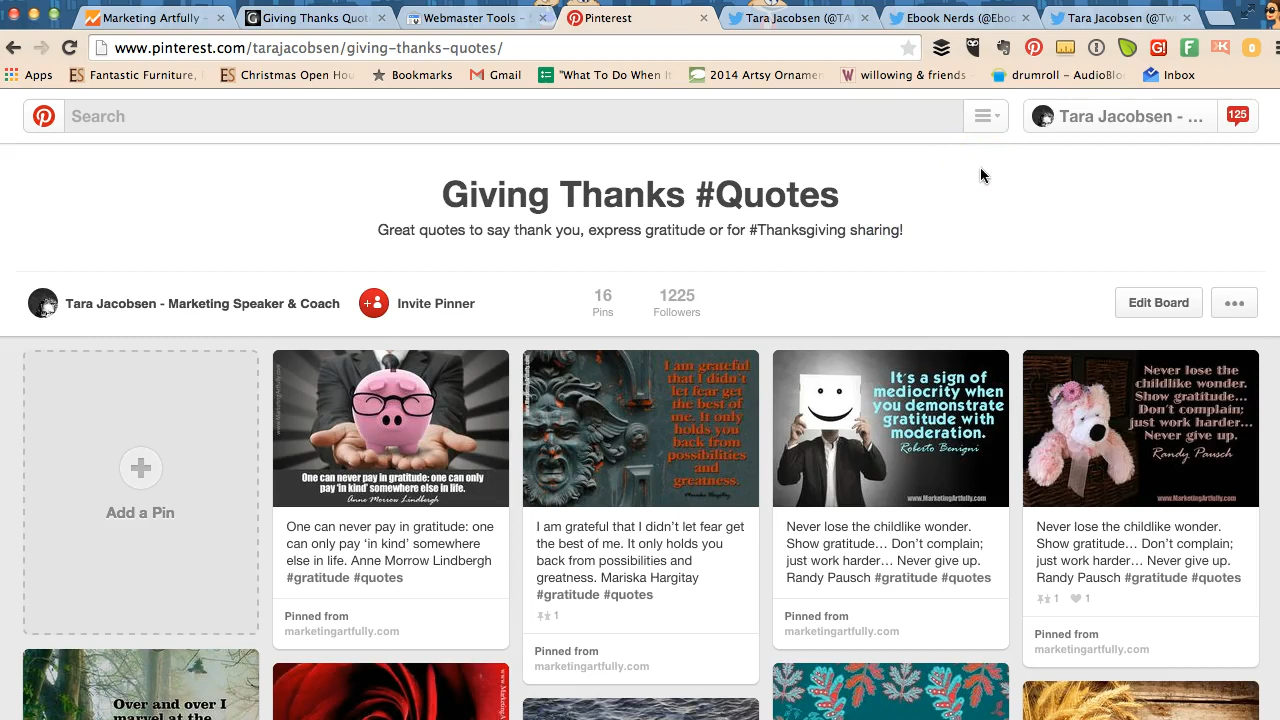 Marketing Artfully -
Giving Thanks Quot
Webmaster Tools - S
Pinterest
Tara Jacobsen (@TA
Ebook Nerds (@Ebo
Tara Jacobsen (@Tw
www.pinterest.com/tarajacobsen/giving-thanks-quotes/
Apps
ES Fantastic Furniture,
ES Christmas Open Hou
Bookmarks
Gmail
"What To Do When It
2014 Artsy Ornamen
W willowing & friends
drumroll – AudioBlo
Inbox
Search
Tara Jacobsen - ...
125
Giving Thanks #Quotes
Great quotes to say thank you, express gratitude or for #Thanksgiving sharing!
Tara Jacobsen - Marketing Speaker & Coach
Invite Pinner
16
Pins
1225
Followers
Edit Board
Add a Pin
One can never pay in gratitude: one can only
pay 'in kind' somewhere else in life.
Anne Morrow Lindbergh
One can never pay in gratitude: one
can only pay ‘in kind’ somewhere
else in life. Anne Morrow Lindbergh
#gratitude #quotes
Pinned from
marketingartfully.com
I am grateful
that I didn't
let fear get
the best of
me. It only
holds you
back from
possibilities
and
greatness.
Mariska Hargitay
I am grateful that I didn’t let fear get
the best of me. It only holds you
back from possibilities and
greatness. Mariska Hargitay
#gratitude #quotes
1
Pinned from
marketingartfully.com
It's a sign of
mediocrity when
you demonstrate
gratitude with
moderation.
Roberto Benigni
www.MarketingArtfully.com
Never lose the childlike wonder.
Show gratitude… Don’t complain;
just work harder… Never give up.
Randy Pausch #gratitude #quotes
Pinned from
marketingartfully.com
Never lose the
childlike wonder.
Show gratitude...
Don't complain;
just work harder...
Never give up.
Randy Pausch
www.MarketingArtfully.com
Never lose the childlike wonder.
Show gratitude… Don’t complain;
just work harder… Never give up.
Randy Pausch #gratitude #quotes
1 1
Pinned from
marketingartfully.com
Over and over I
marvel at the